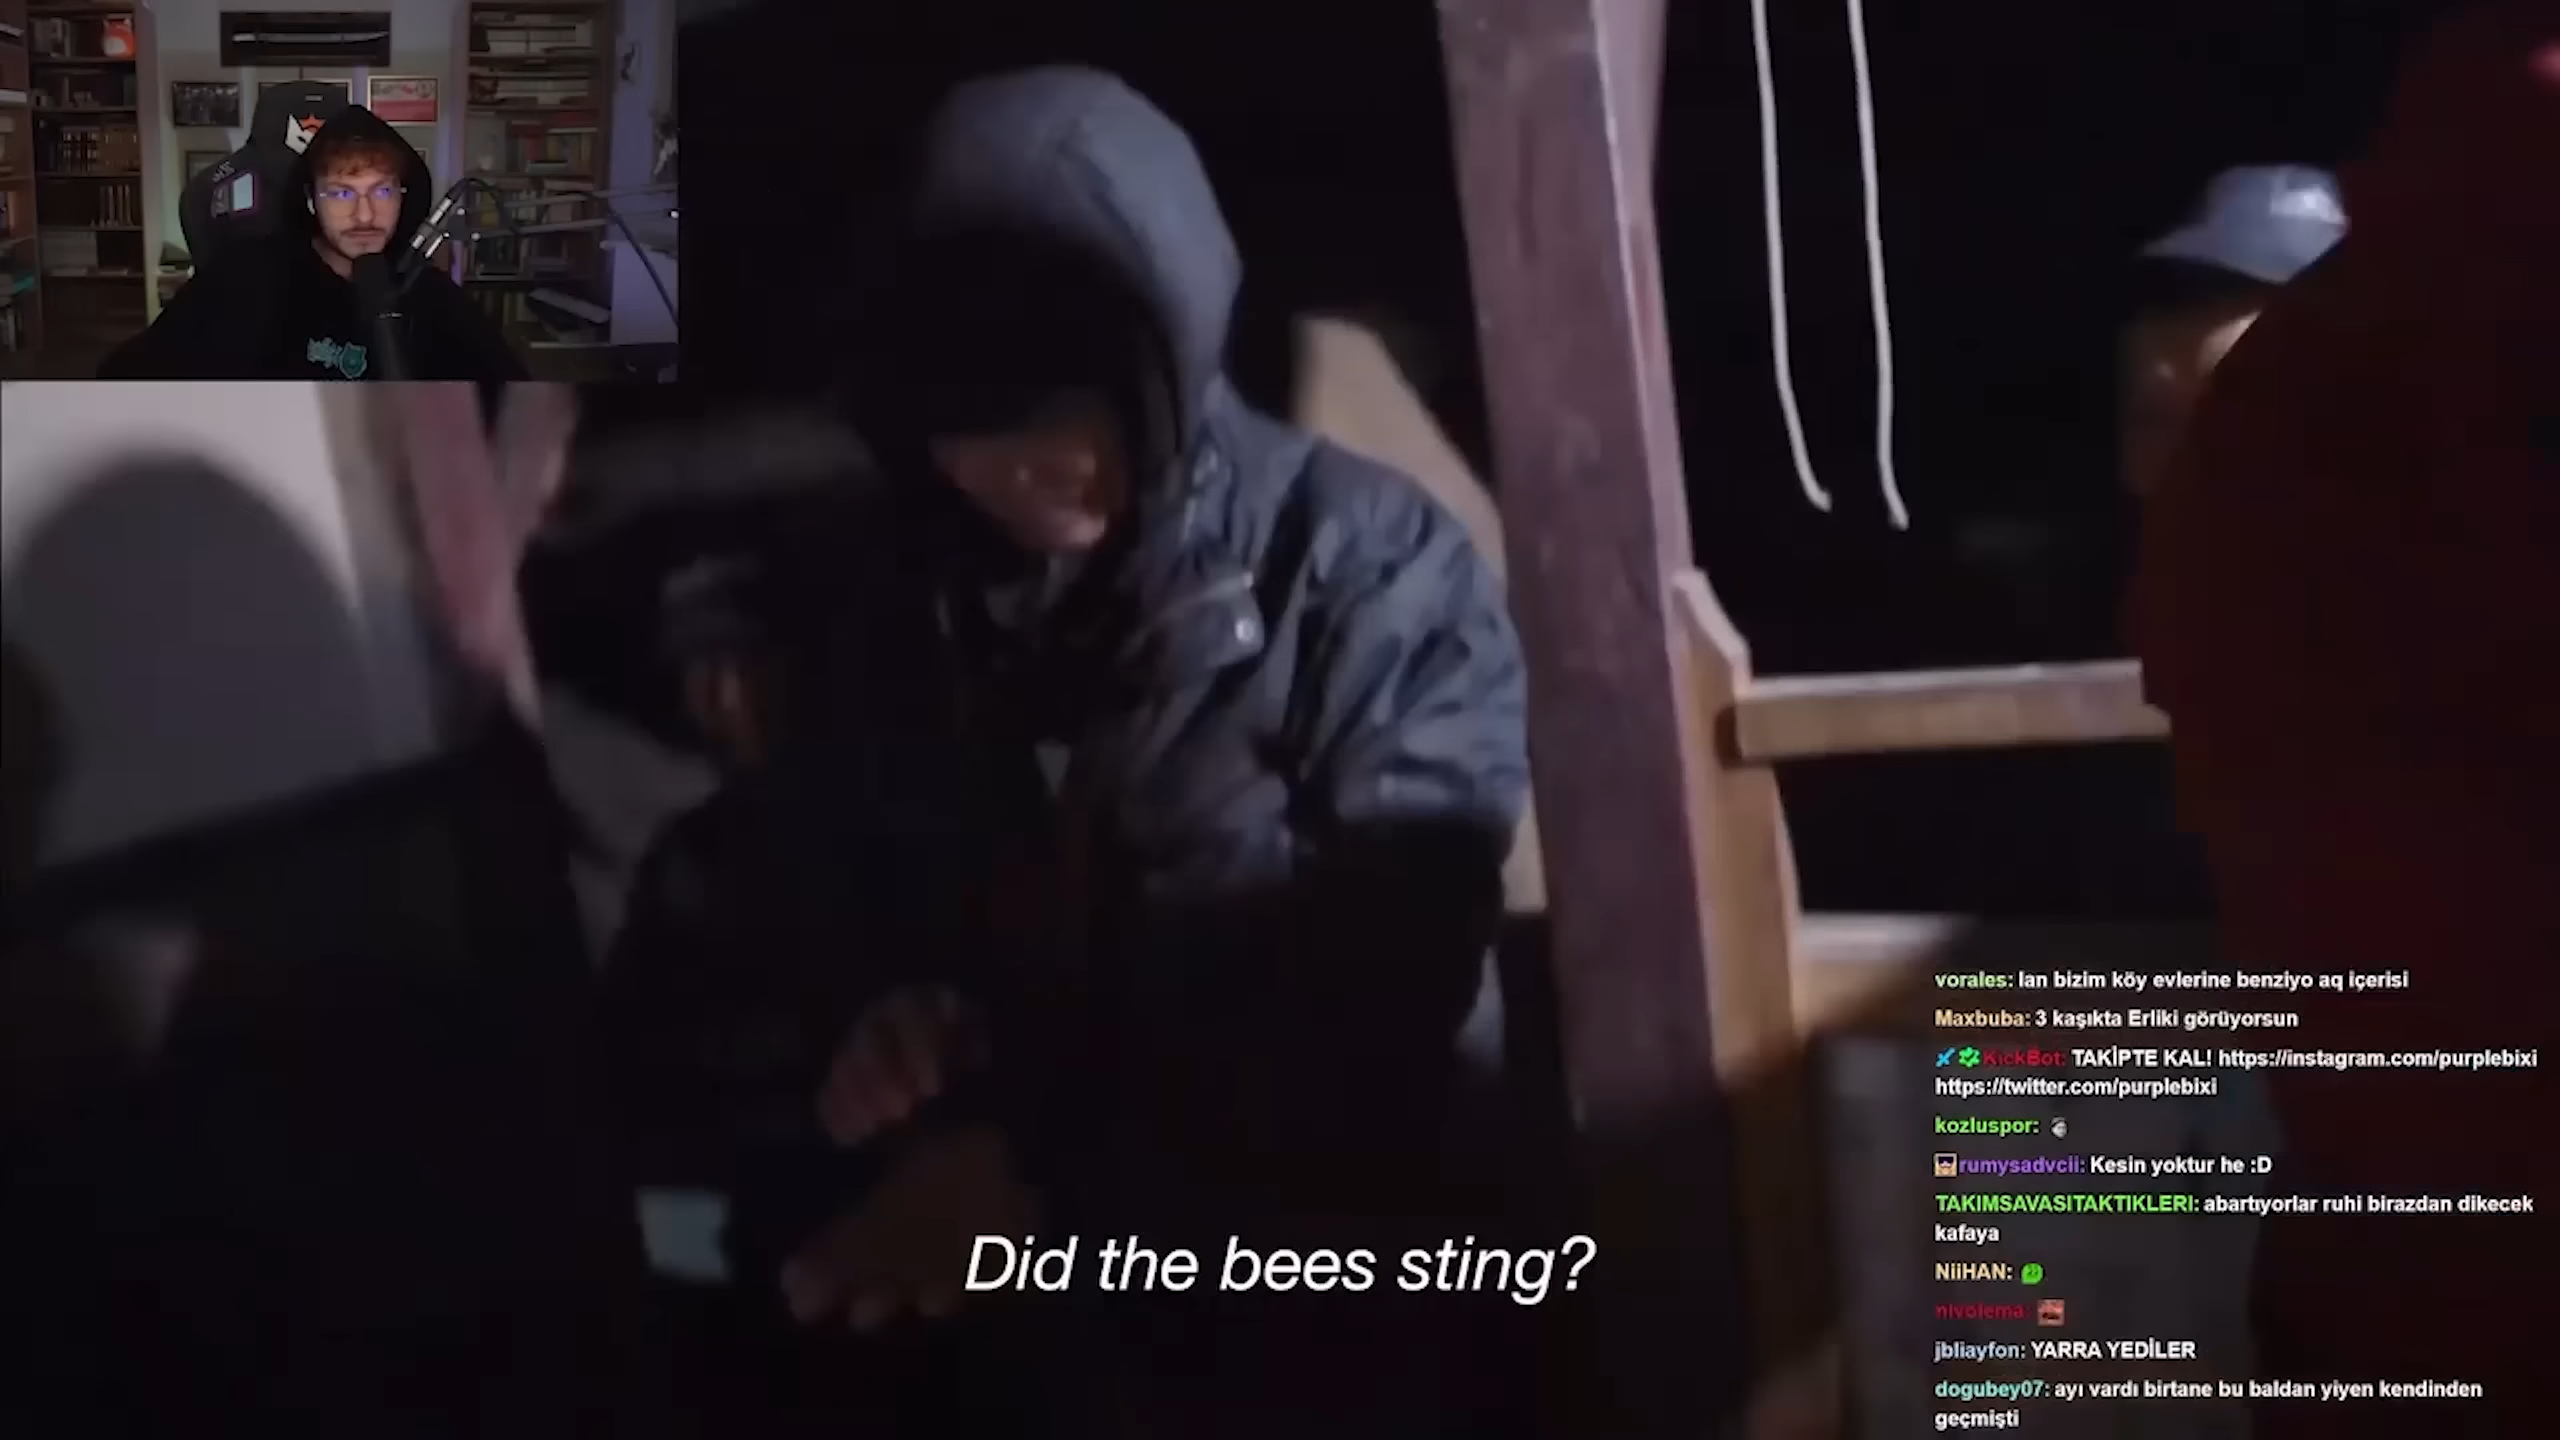 Did the bees sting?
vorales: lan bizim köy evlerine benziyo aq içerisi
Maxbuba: 3 kaşıkta Erliki görüyorsun
KickBot: TAKİPTE KAL! https://instagram.com/purplebixi
https://twitter.com/purplebixi
kozluspor:
rumysadvcii: Kesin yoktur he :D
TAKIMSAVASITAKTIKLERI: abartıyorlar ruhi birazdan dikecek
kafaya
NiiHAN:
nivolema:
jbliayfon: YARRA YEDİLER
dogubey07: ayı vardı birtane bu baldan yiyen kendinden
geçmişti